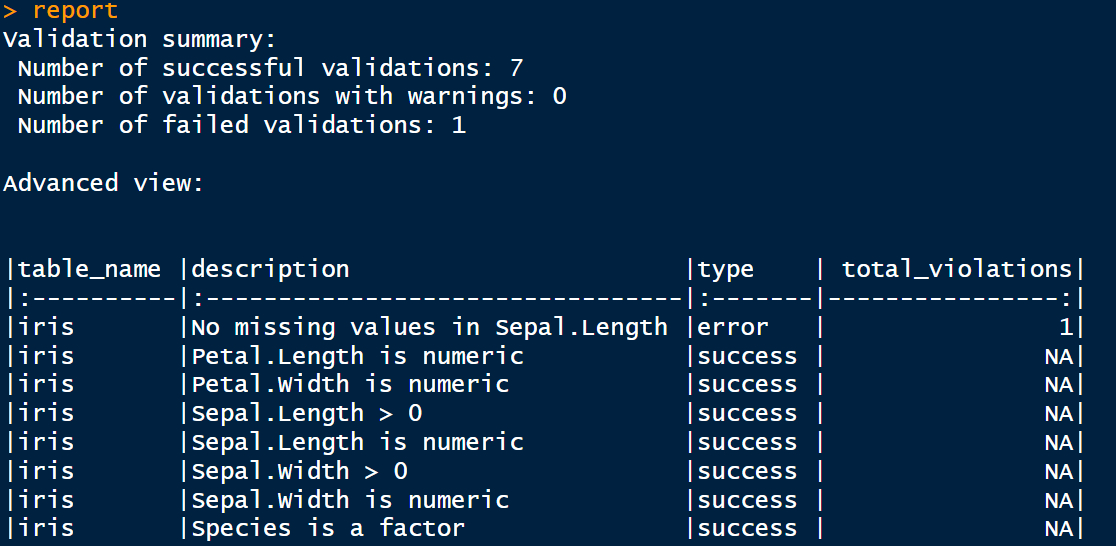 > report
Validation summary:
 Number of successful validations: 7
 Number of validations with warnings: 0
 Number of failed validations: 1
Advanced view:
|table_name |description                      |type    | total_violations|
|:----------|:---------------------------------|:-------|----------------:|
|iris       |No missing values in Sepal.Length |error   |                1|
|iris       |Petal.Length is numeric           |success |               NA|
|iris       |Petal.Width is numeric            |success |               NA|
|iris       |Sepal.Length > 0                  |success |               NA|
|iris       |Sepal.Length is numeric           |success |               NA|
|iris       |Sepal.Width > 0                   |success |               NA|
|iris       |Sepal.Width is numeric            |success |               NA|
|iris       |Species is a factor               |success |               NA|